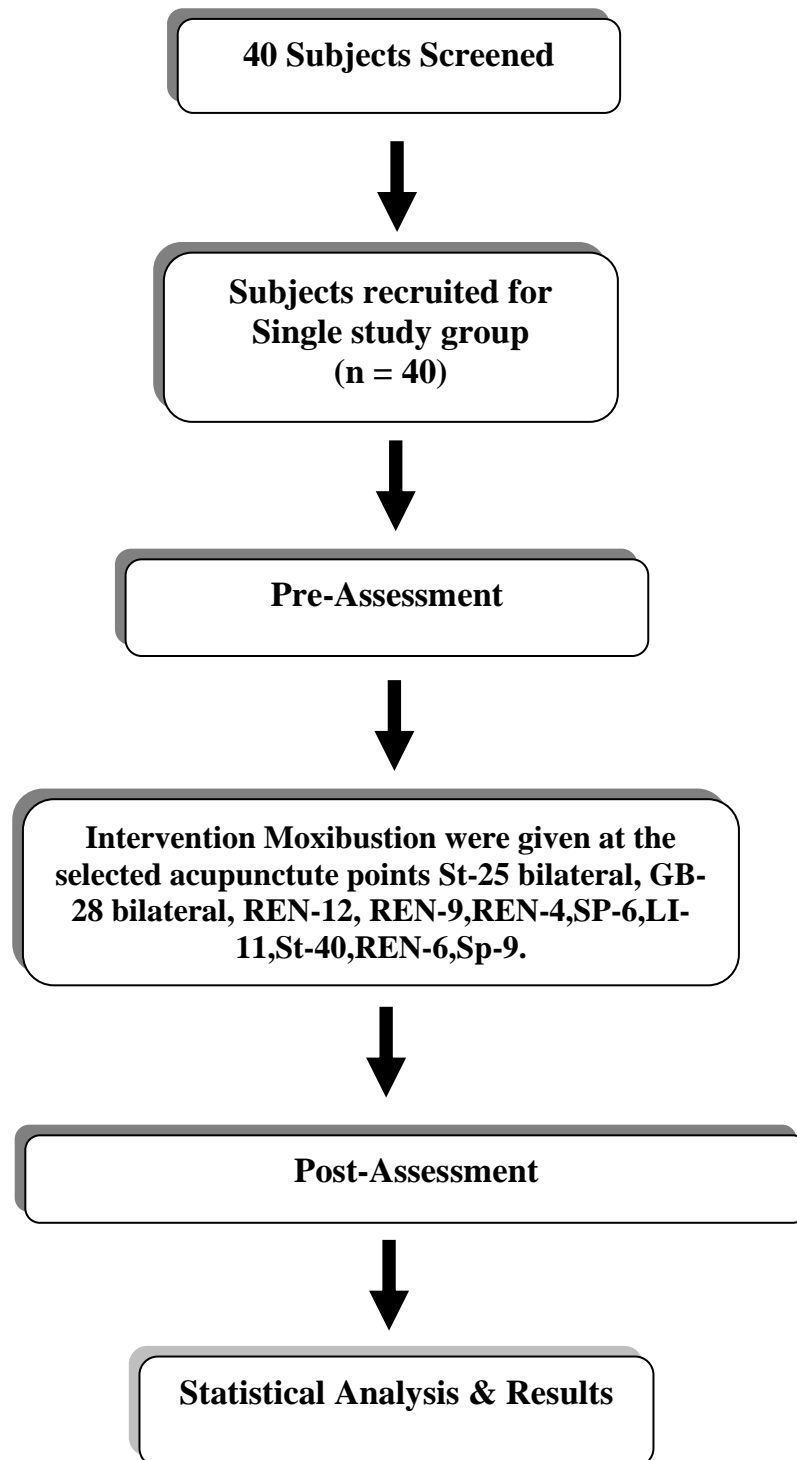 40 Subjects Screened
Subjects recruited for
Single study group
(n = 40)
Pre-Assessment
Intervention Moxibustion were given at the
selected acupunctute points St-25 bilateral, GB-
28 bilateral, REN-12, REN-9,REN-4,SP-6,LI-
11,St-40,REN-6,Sp-9.
Post-Assessment
Statistical Analysis & Results